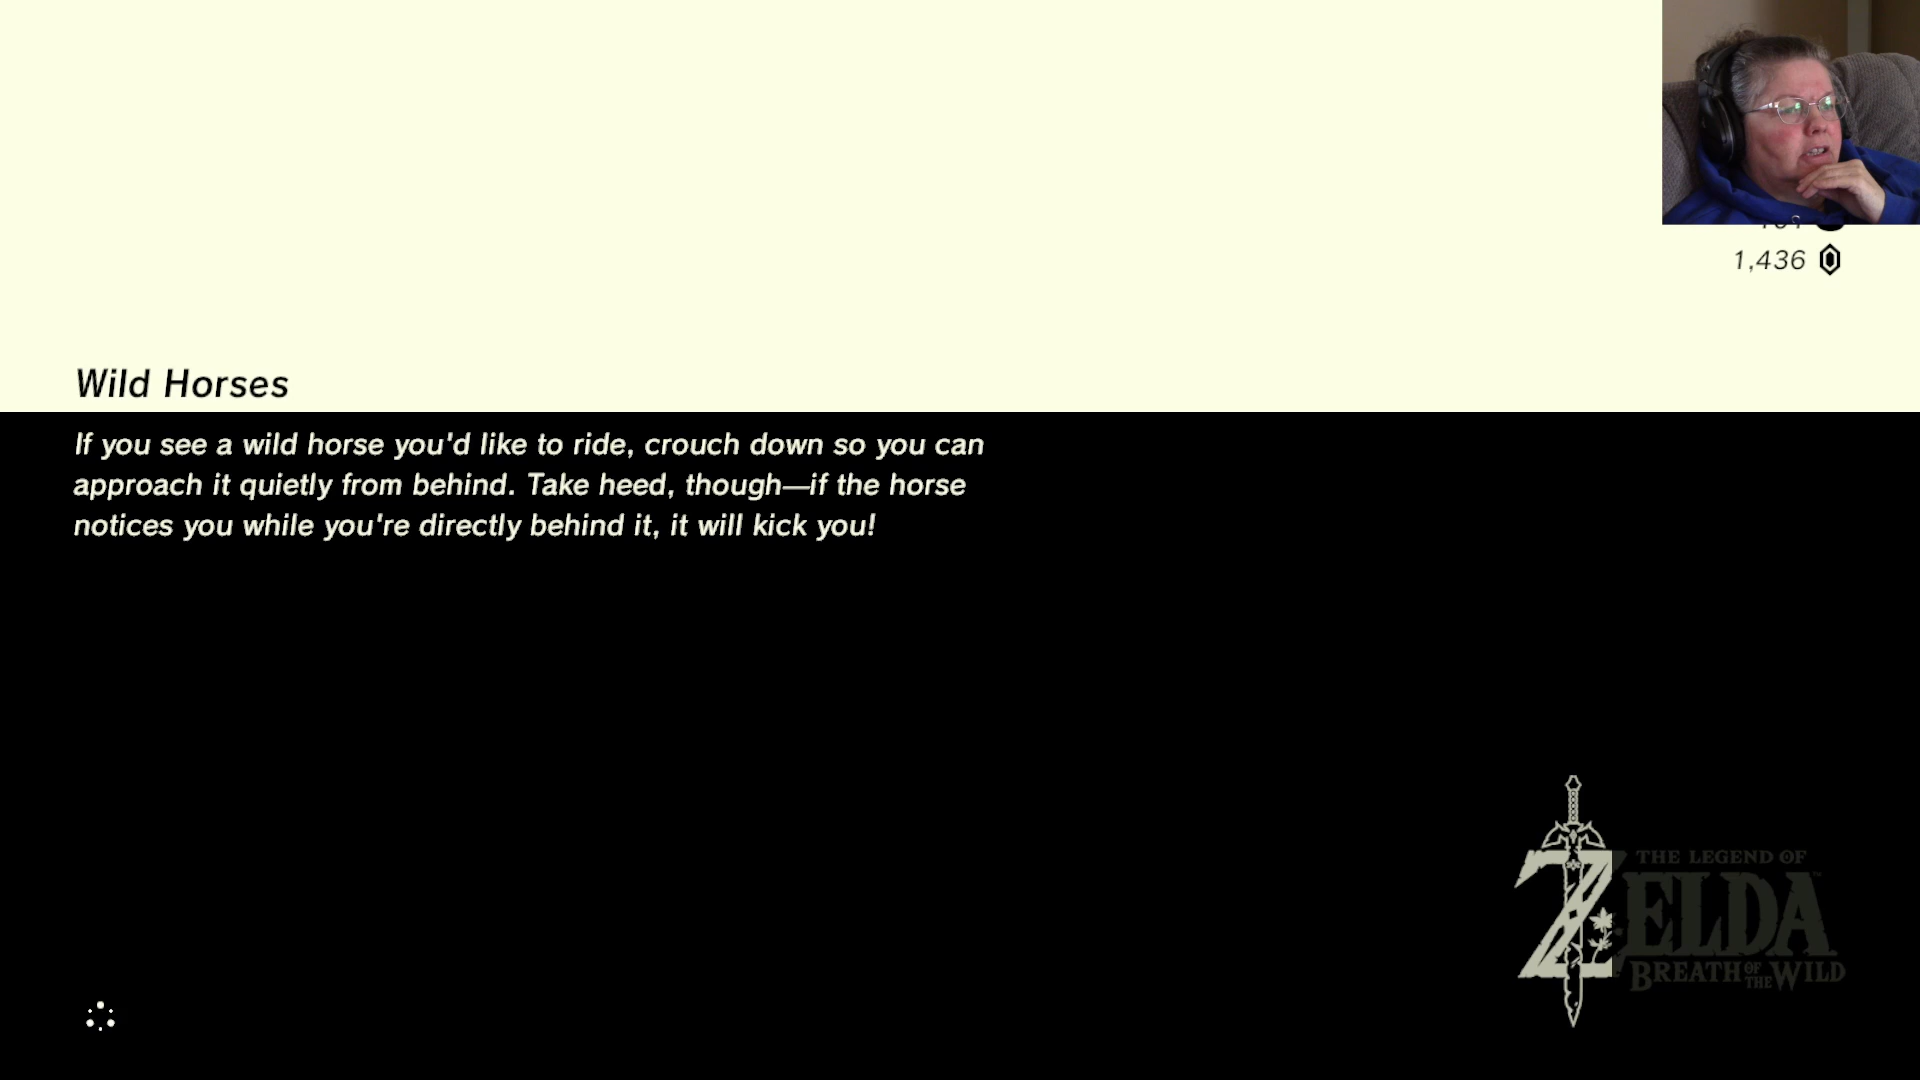 1,436
Wild Horses
If you see a wild horse you'd like to ride, crouch down so you can
approach it quietly from behind. Take heed, though—if the horse
notices you while you're directly behind it, it will kick you!
THE LEGEND OF
ZELDA
BREATH OF THE WILD